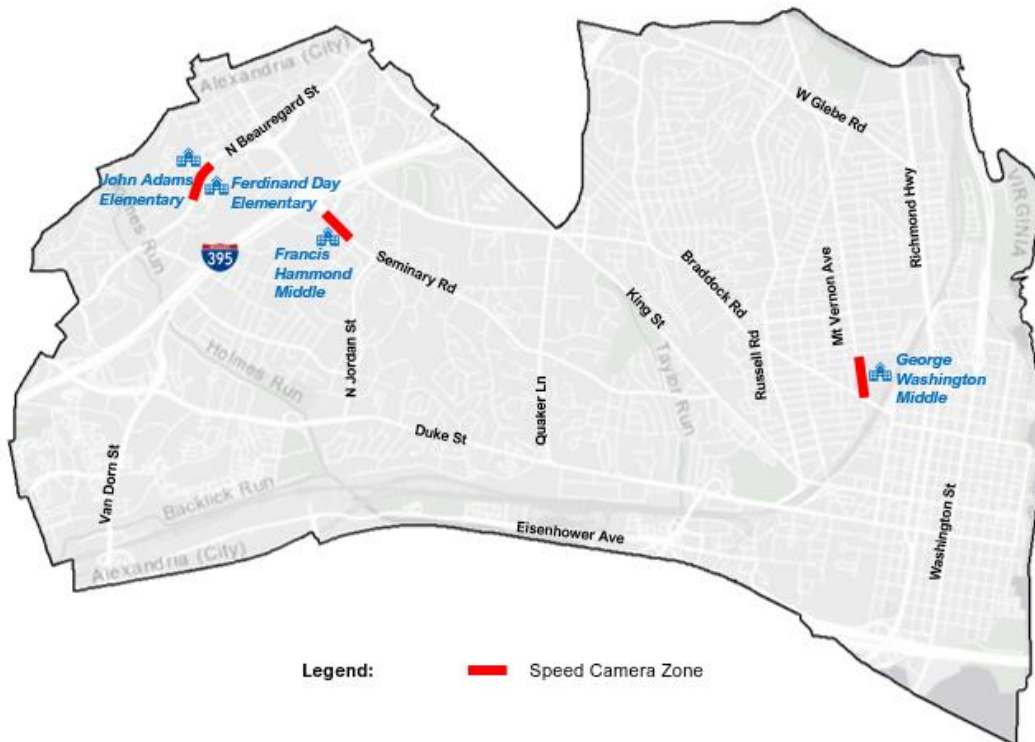 Alexandria (City)
N Beauregard St
W Glebe Rd
John Adams
Elementary
Ferdinand Day
Elementary
Holmes Run
395
Francis
Hammond
Middle
Seminary Rd
VIRGINIA
Richmond Hwy
Braddock Rd
King St
Mt Vernon Ave
Russell Rd
Taylor Run
N Jordan St
Holmes Run
George
Washington
Middle
Quaker Ln
Duke St
Van Dorn St
Backlick Run
Eisenhower Ave
Washington St
Alexandria (City)
Legend:
Speed Camera Zone